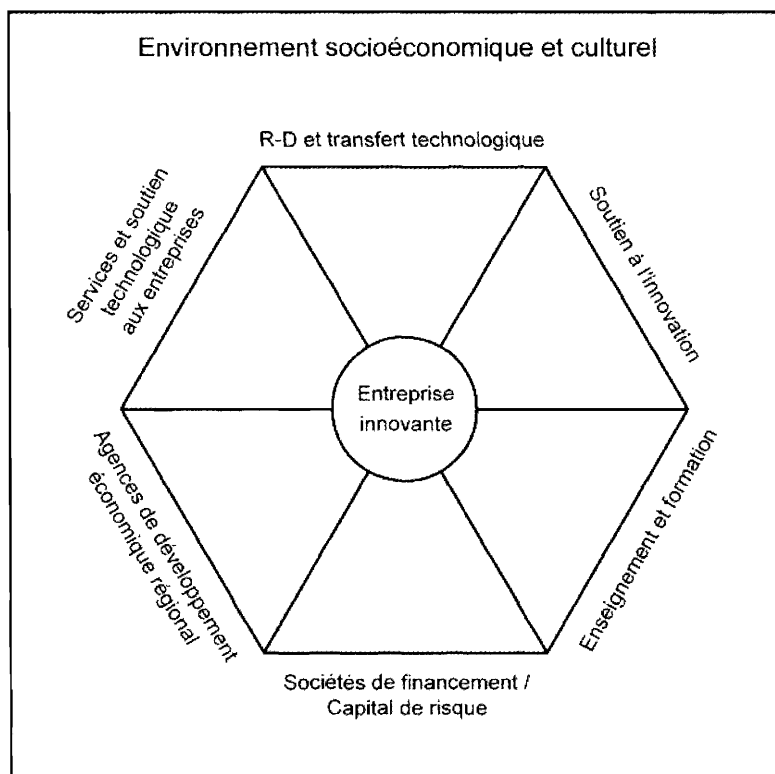 Environnement socioéconomique et culturel
R-D et transfert technologique
Services et soutien
technologique
aux entreprises
Soutien à l'innovation
Entreprise
innovante
Agences de développement
économique régional
Enseignement et formation
Sociétés de financement /
Capital de risque